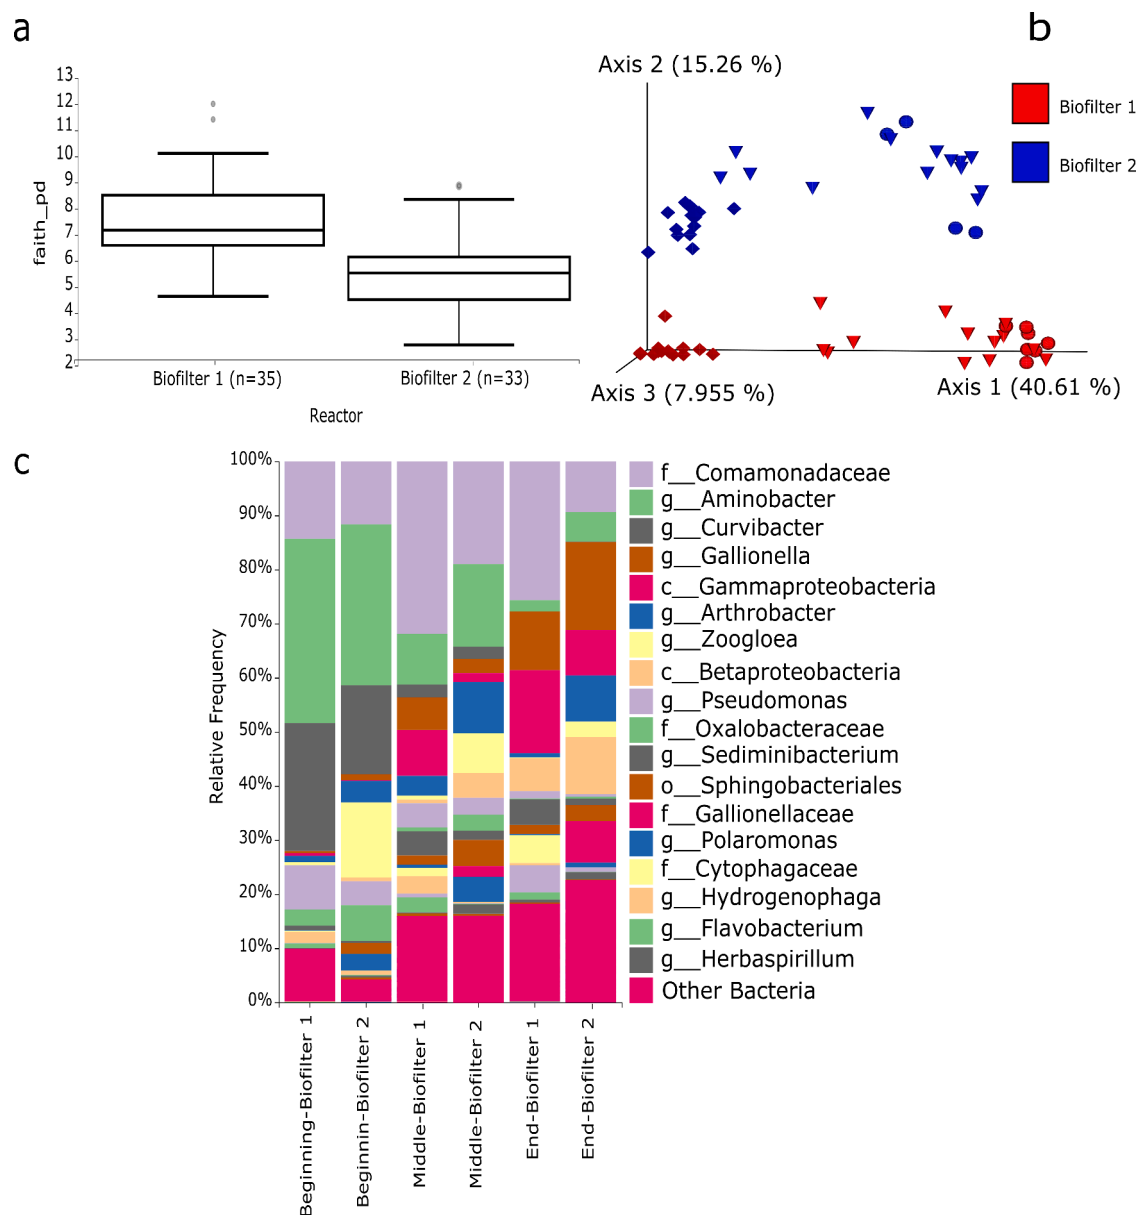 a
b
13
12
11
10
9
8
7
6
5
4
3
2
faith_pd
Biofilter 1 (n=35)
Biofilter 2 (n=33)
Reactor
Axis 2 (15.26 %)
Biofilter 1
Biofilter 2
Axis 3 (7.955 %)
Axis 1 (40.61 %)
c
100%
90%
80%
70%
60%
50%
40%
30%
20%
10%
0%
Relative Frequency
Beginning-Biofilter 1
Beginnin-Biofilter 2
Middle-Biofilter 1
Middle-Biofilter 2
End-Biofilter 1
End-Biofilter 2
f__Comamonadaceae
g__Aminobacter
g__Curvibacter
g__Gallionella
c__Gammaproteobacteria
g__Arthrobacter
g__Zoogloea
c__Betaproteobacteria
g__Pseudomonas
f__Oxalobacteraceae
g__Sediminibacterium
o__Sphingobacteriales
f__Gallionellaceae
g__Polaromonas
f__Cytophagaceae
g__Hydrogenophaga
g__Flavobacterium
g__Herbaspirillum
Other Bacteria